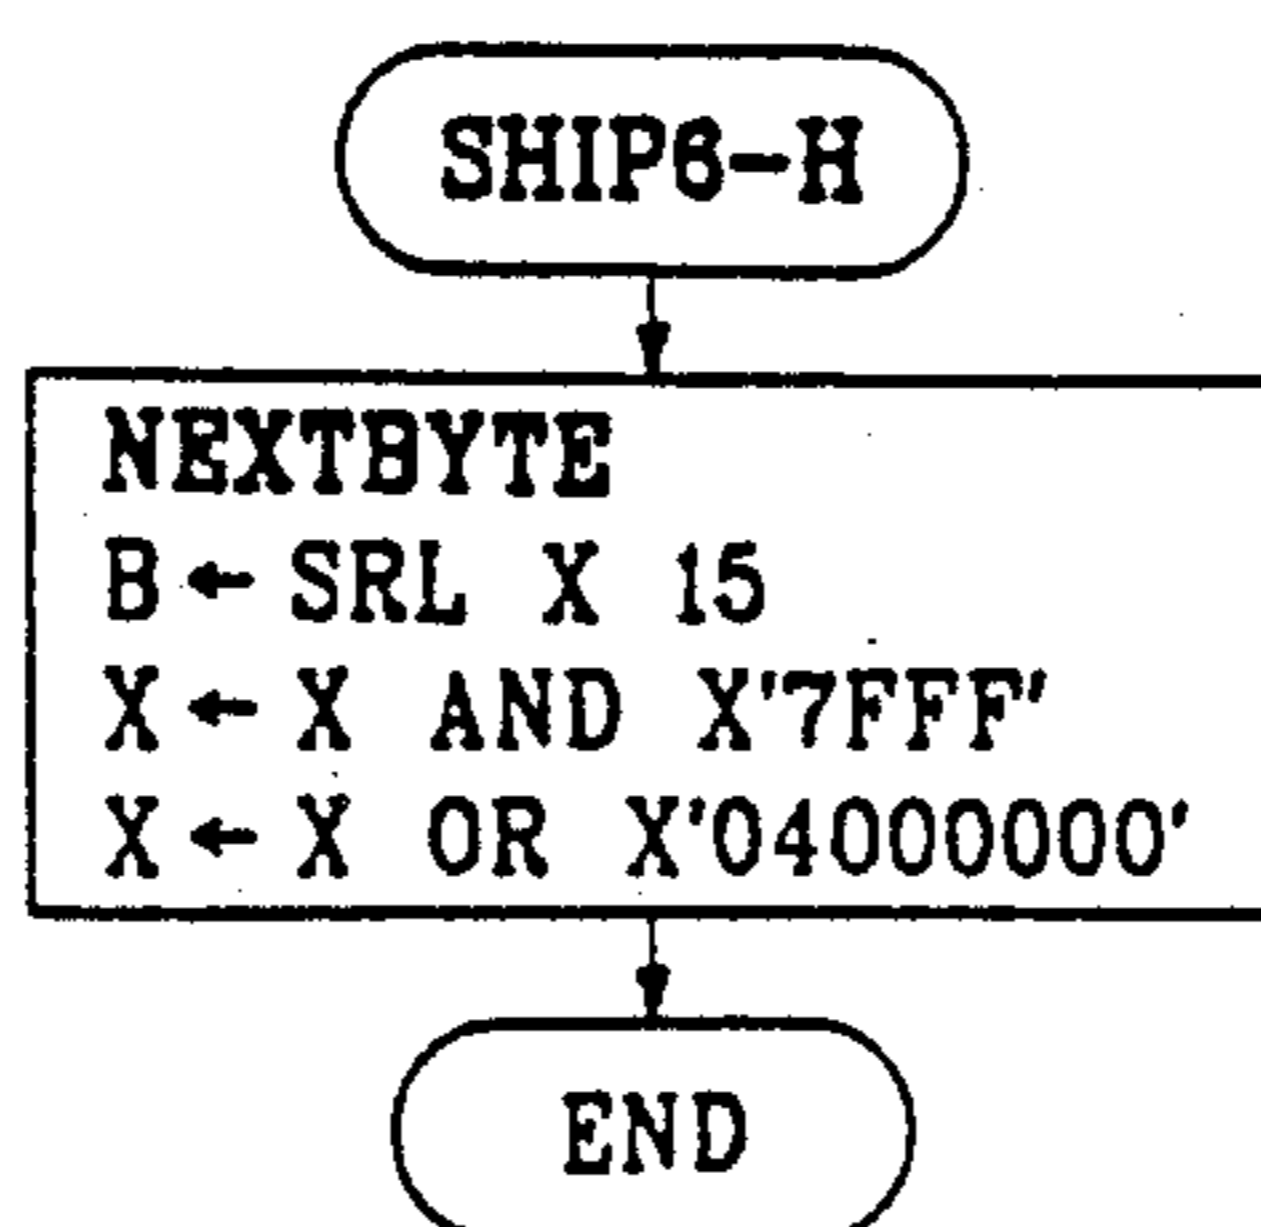 SHIP6-H
NEXTBYTE
B ← SRL X 15
X ← X AND X'7FFF'
X ← X OR X'04000000'
END